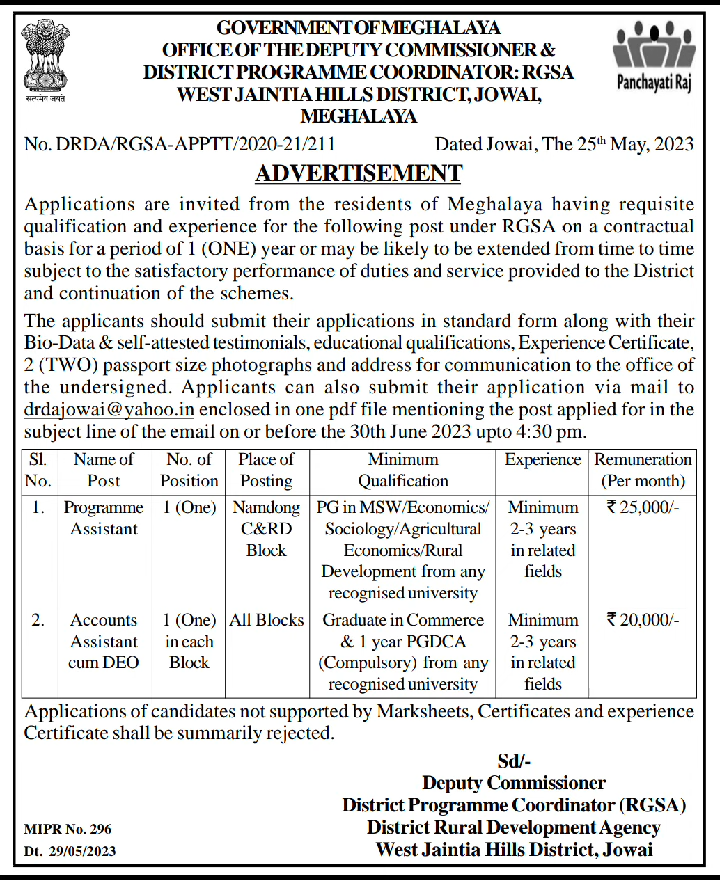 GOVERNMENT OF MEGHALAYA
OFFICE OF THE DEPUTY COMMISSIONER &
DISTRICT PROGRAMME COORDINATOR: RGSA
WEST JAINTIA HILLS DISTRICT, JOWAI,
MEGHALAYA
सत्यमेव जयते
Panchayati Raj
No. DRDA/RGSA-APPTT/2020-21/211 Dated Jowai, The 25th May, 2023
ADVERTISEMENT
Applications are invited from the residents of Meghalaya having requisite
qualification and experience for the following post under RGSA on a contractual
basis for a period of 1 (ONE) year or may be likely to be extended from time to time
subject to the satisfactory performance of duties and service provided to the District
and continuation of the schemes.
The applicants should submit their applications in standard form along with their
Bio-Data & self-attested testimonials, educational qualifications, Experience Certificate,
2 (TWO) passport size photographs and address for communication to the office of
the undersigned. Applicants can also submit their application via mail to
drdajowai@yahoo.in enclosed in one pdf file mentioning the post applied for in the
subject line of the email on or before the 30th June 2023 upto 4:30 pm.
Sl. Name of No. of Place of Minimum Experience Remuneration
No. Post Position Posting Qualification (Per month)
1. Programme 1 (One) Namdong PG in MSW/Economics/ Minimum ₹ 25,000/-
Assistant C&RD Sociology/Agricultural 2-3 years
Block Economics/Rural in related
Development from any fields
recognised university
2. Accounts 1 (One) All Blocks Graduate in Commerce Minimum ₹ 20,000/-
Assistant in each & 1 year PGDCA 2-3 years
cum DEO Block (Compulsory) from any in related
recognised university fields
Applications of candidates not supported by Marksheets, Certificates and experience
Certificate shall be summarily rejected.
Sd/-
Deputy Commissioner
District Programme Coordinator (RGSA)
MIPR No. 296 District Rural Development Agency
Dt. 29/05/2023 West Jaintia Hills District, Jowai